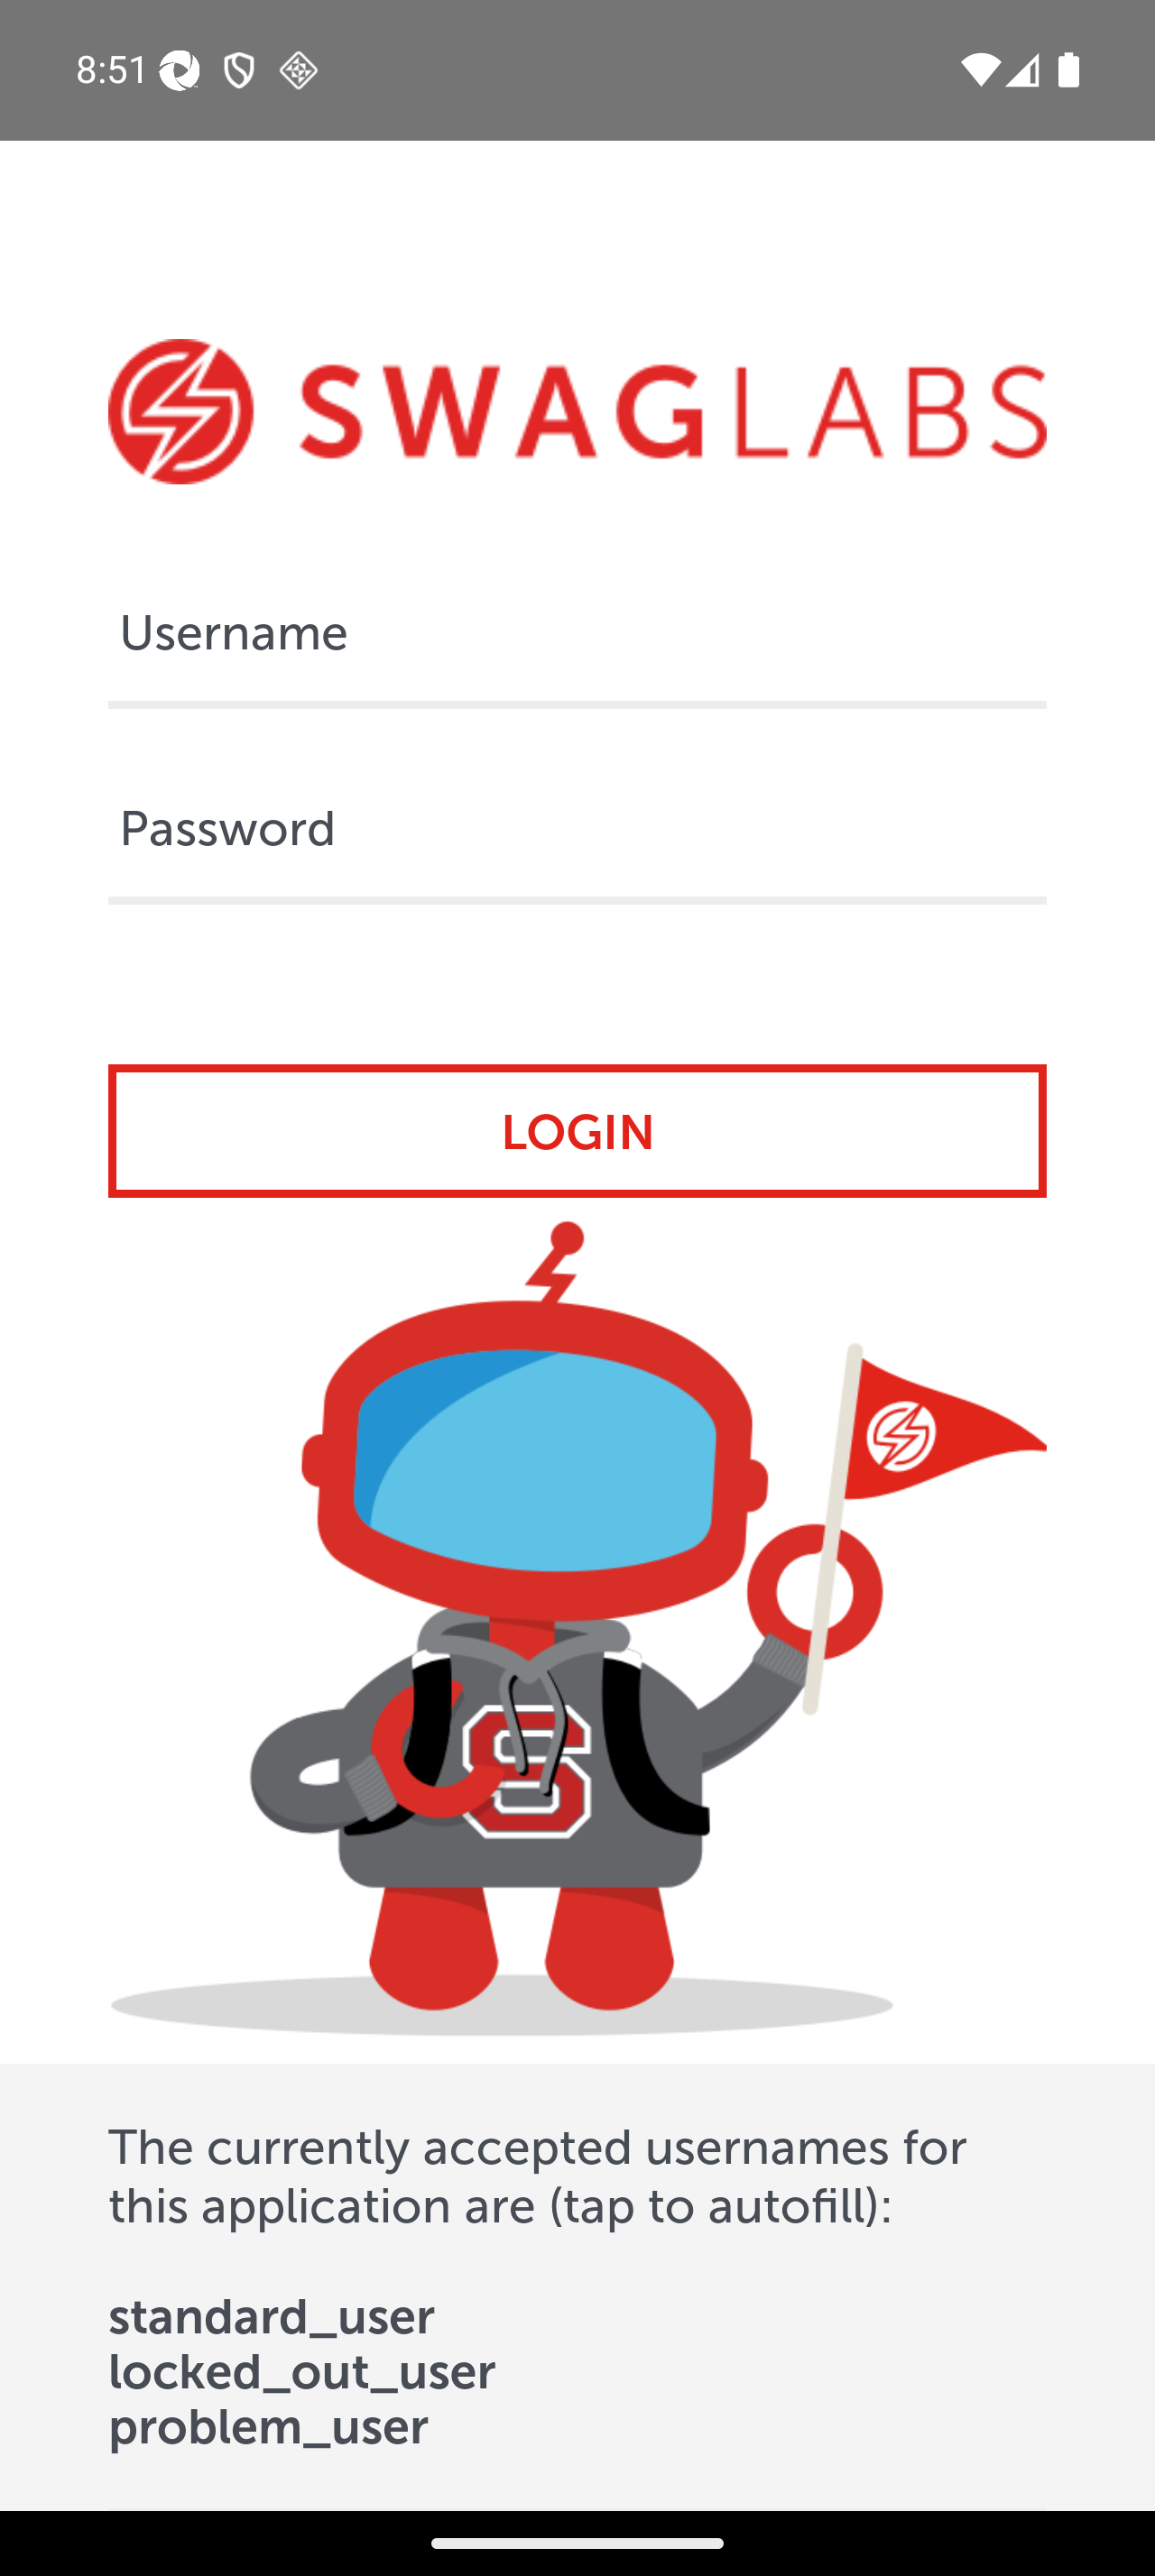 8:51
SWAGLABS
Username
Password
LOGIN
S
The currently accepted usernames for
this application are (tap to autofill):
standard_user
locked_out_user
problem_user